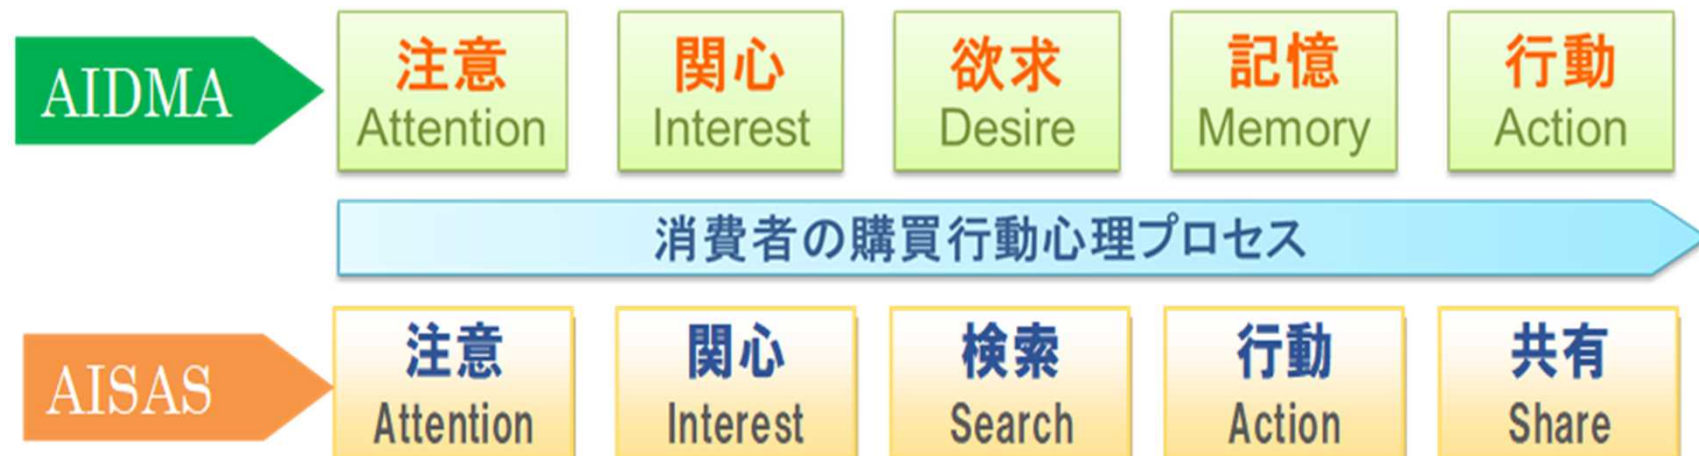 AIDMA
注意
Attention
関心
Interest
欲求
Desire
記憶
Memory
行動
Action
消費者の購買行動心理プロセス
AISAS
注意
Attention
関心
Interest
検索
Search
行動
Action
共有
Share